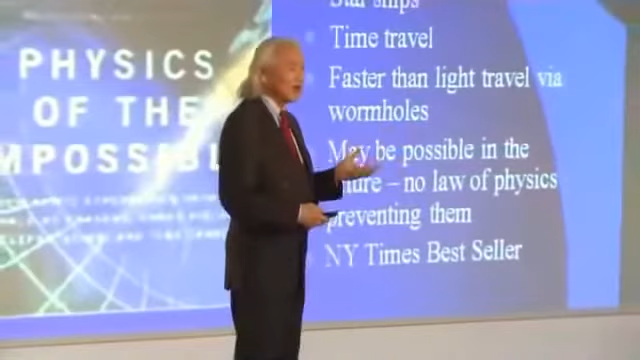 PHYSICS
OF THE
MPOSSIBL
Star ships
Time travel
Faster than light travel via
wormholes
May be possible in the
ture – no law of physics
preventing them
NY Times Best Seller